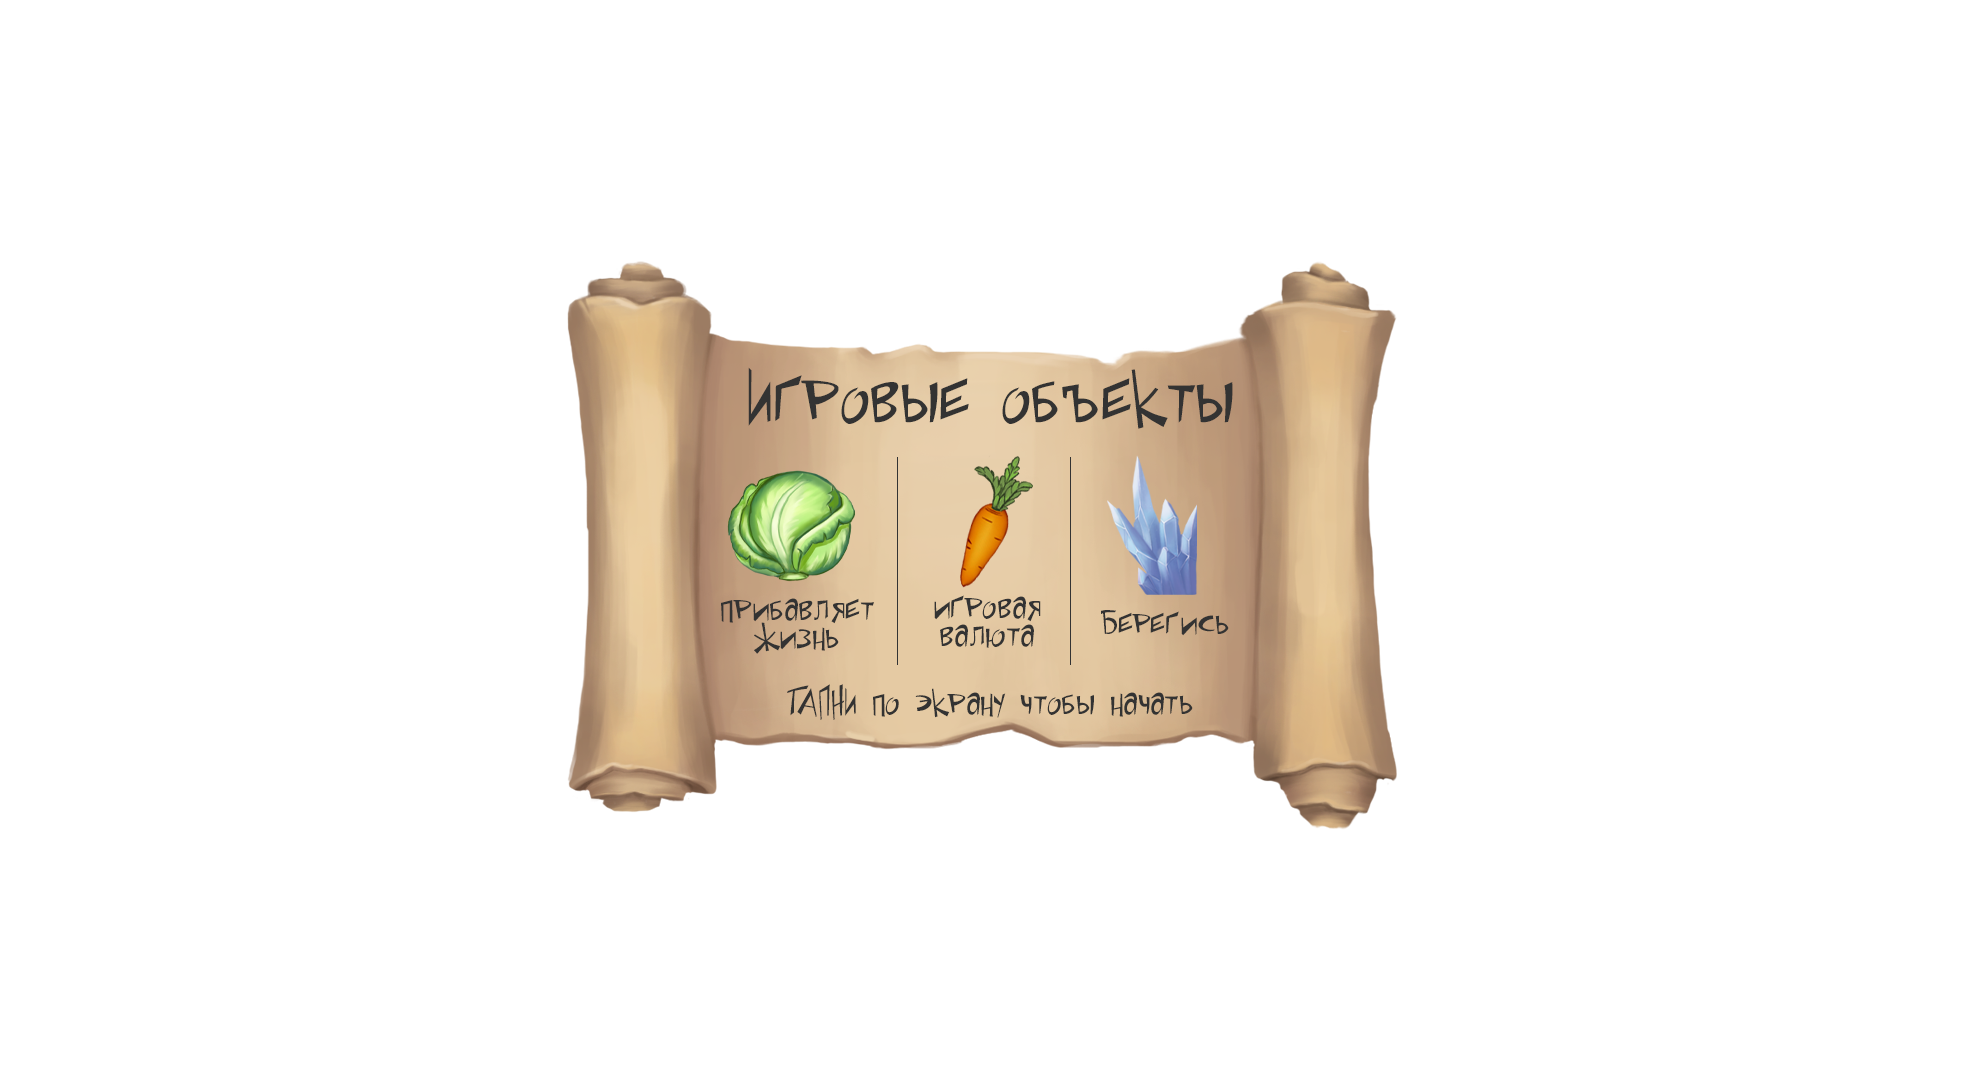 Игровые объекты
прибавляет
жизнь
игровая
валюта
Берегись
Тапни по экрану чтобы начать